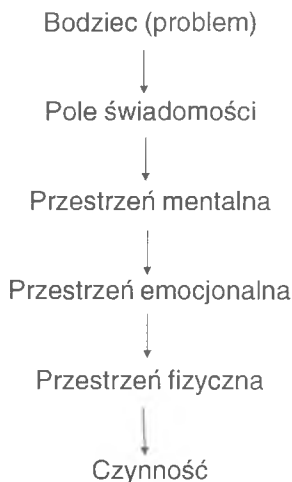 Bodziec (problem)
Pole świadomości
Przestrzeń mentalna
Przestrzeń emocjonalna
Przestrzeń fizyczna
Czynność